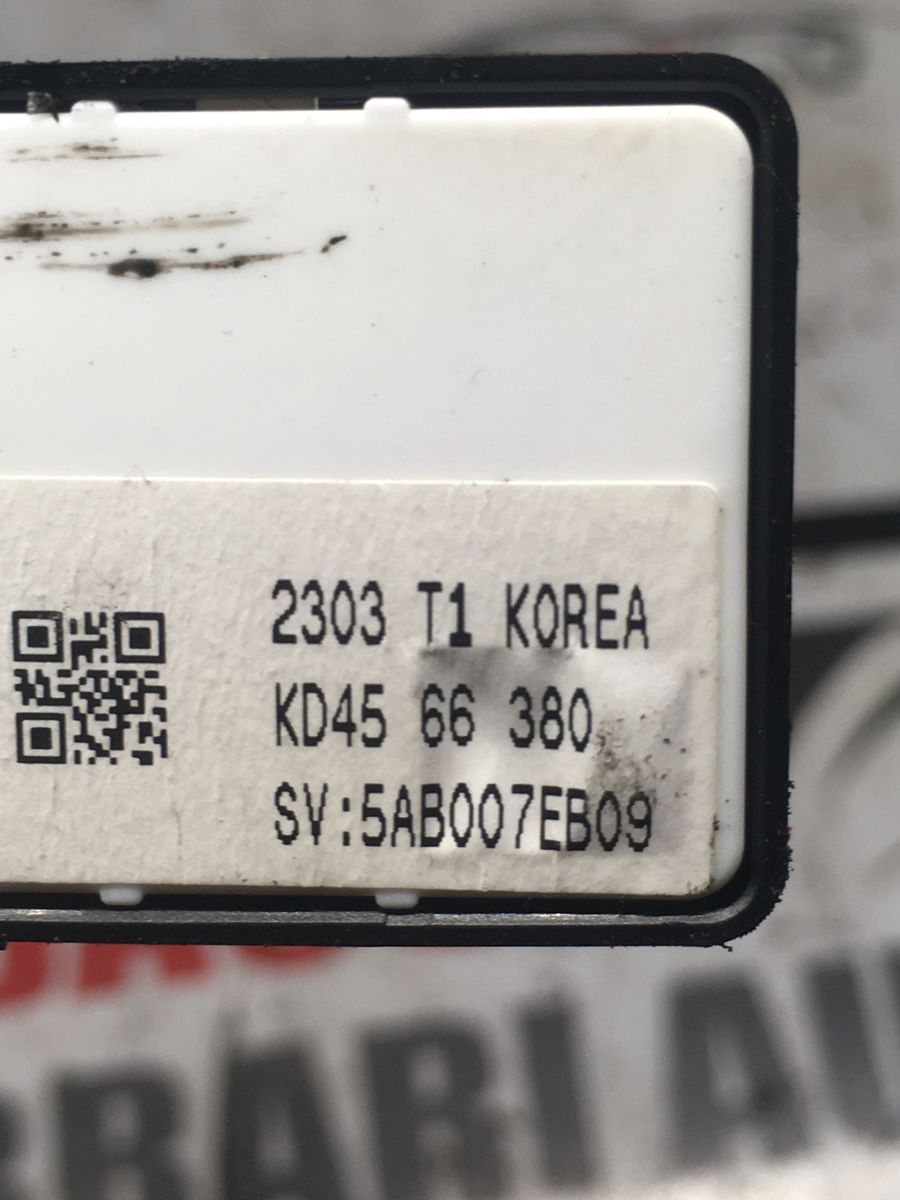 2303 T1 KOREA
KD45 66 380
SV:5AB007EB09